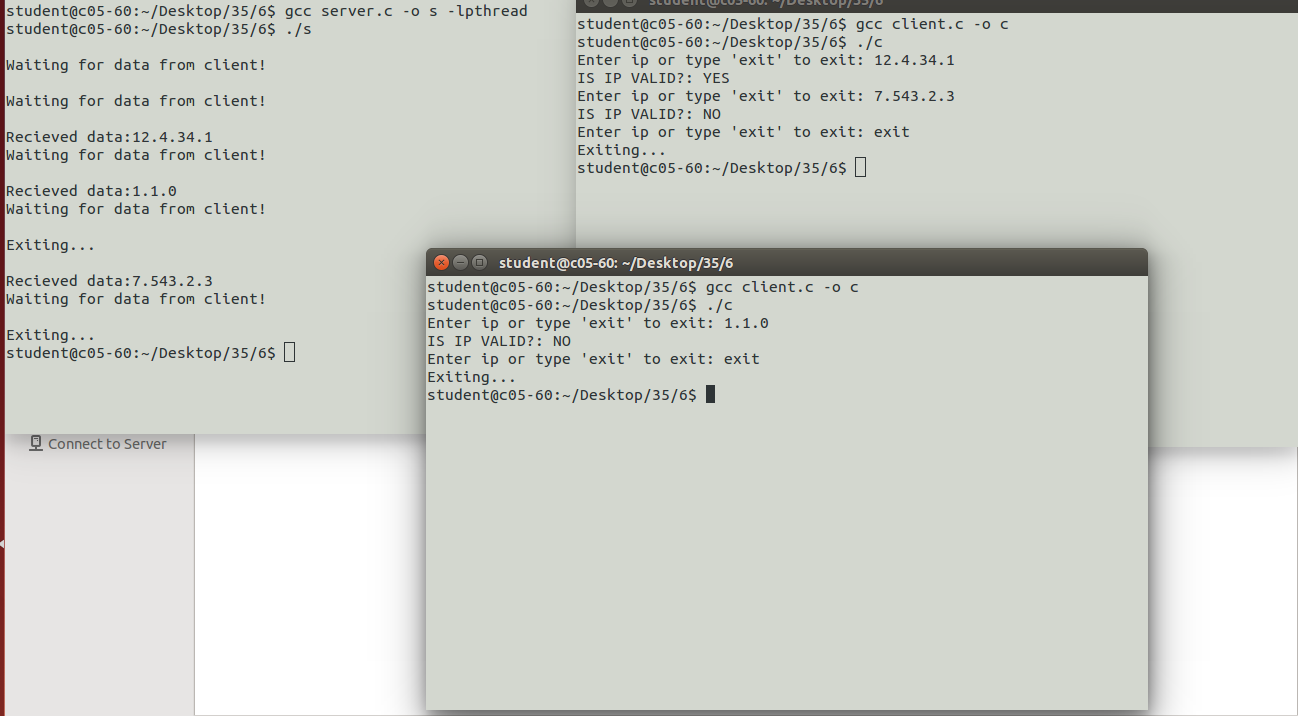 student@c05-60:~/Desktop/35/6$ gcc server.c -o s -lpthread
student@c05-60:~/Desktop/35/6$ ./s
Waiting for data from client!
Waiting for data from client!
Recieved data:12.4.34.1
Waiting for data from client!
Recieved data:1.1.0
Waiting for data from client!
Exiting...
Recieved data:7.543.2.3
Waiting for data from client!
Exiting...
student@c05-60:~/Desktop/35/6$
student@c05-60: ~/Desktop/35/6
student@c05-60:~/Desktop/35/6$ gcc client.c -o c
student@c05-60:~/Desktop/35/6$ ./c
Enter ip or type 'exit' to exit: 12.4.34.1
IS IP VALID?: YES
Enter ip or type 'exit' to exit: 7.543.2.3
IS IP VALID?: NO
Enter ip or type 'exit' to exit: exit
Exiting...
student@c05-60:~/Desktop/35/6$
student@c05-60: ~/Desktop/35/6
student@c05-60:~/Desktop/35/6$ gcc client.c -o c
student@c05-60:~/Desktop/35/6$ ./c
Enter ip or type 'exit' to exit: 1.1.0
IS IP VALID?: NO
Enter ip or type 'exit' to exit: exit
Exiting...
student@c05-60:~/Desktop/35/6$
Connect to Server